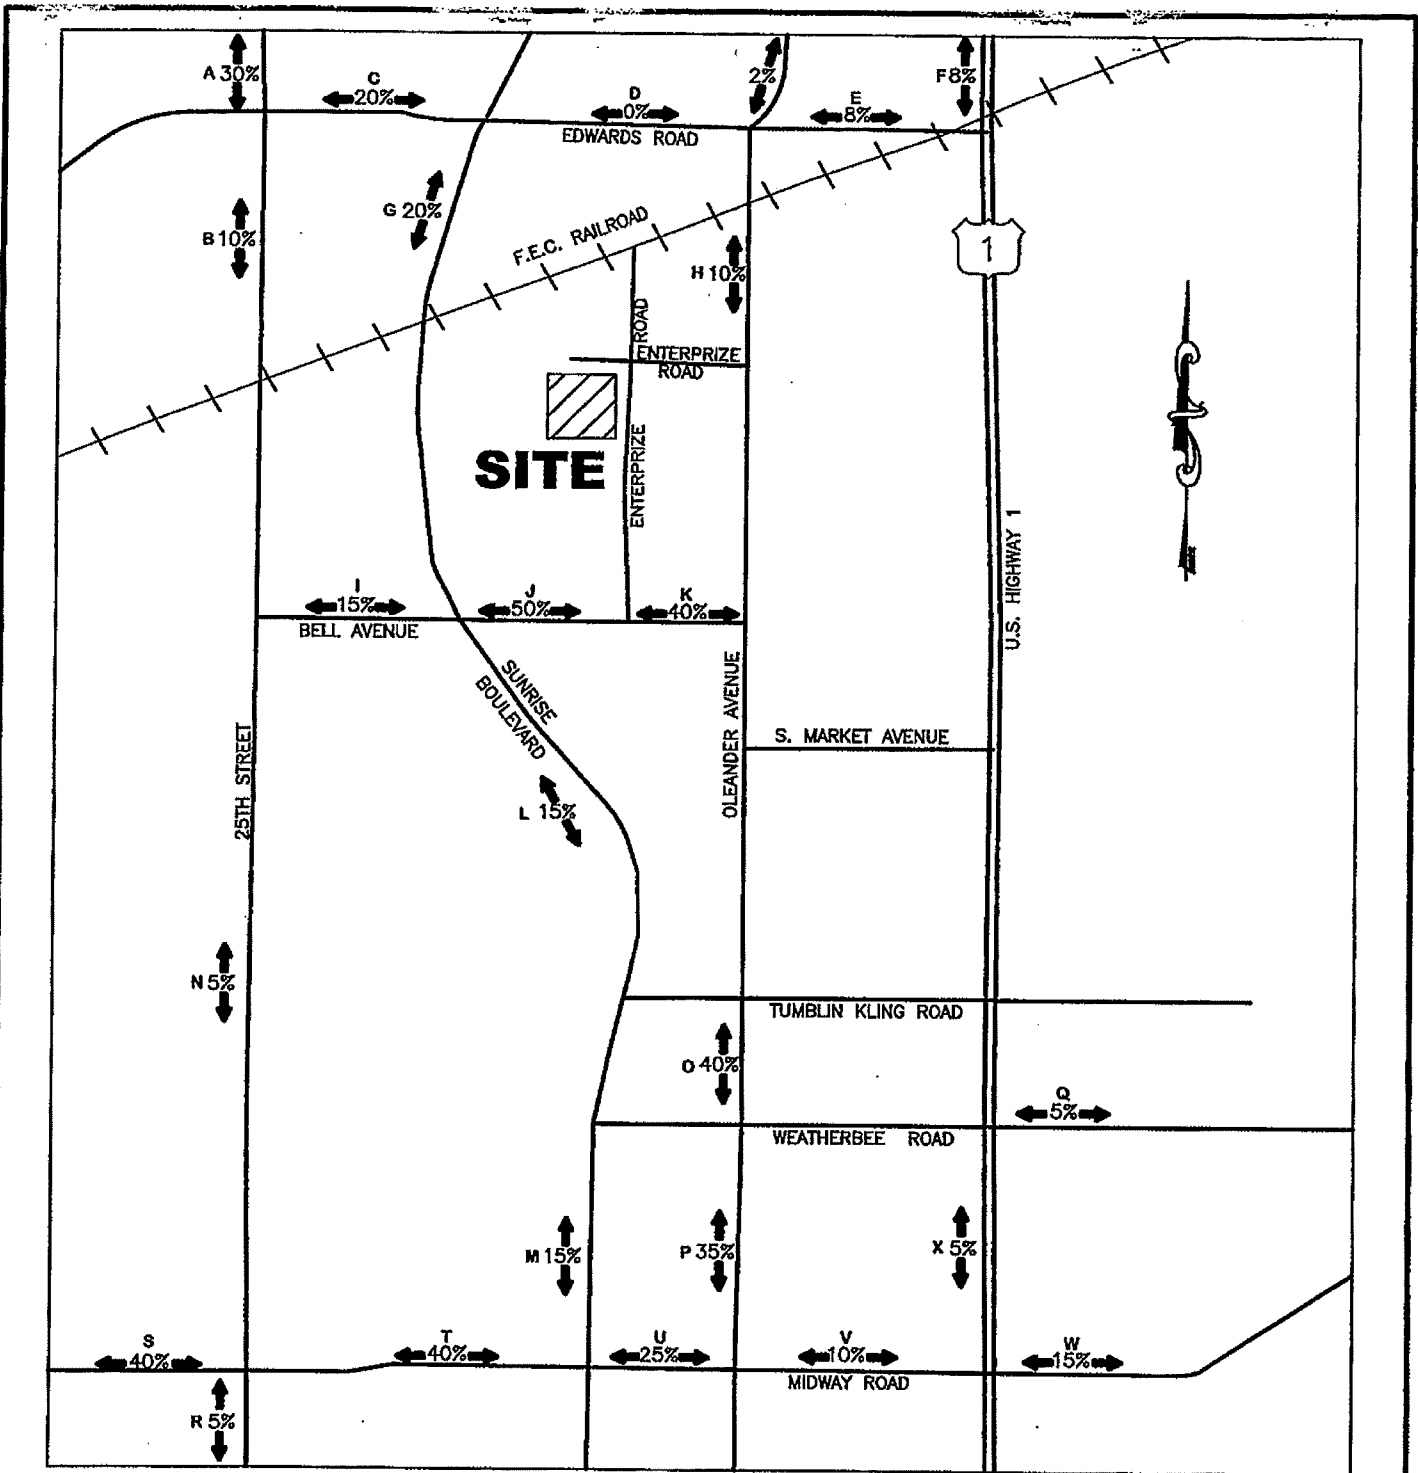 A 30%
C
20%
D
0%
2%
E
8%
F 8%
EDWARDS ROAD
G 20%
B 10%
F.E.C. RAILROAD
H 10%
1
ROAD
ENTERPRIZE
ROAD
SITE
ENTERPRIZE
U.S. HIGHWAY 1
I
15%
J
50%
K
40%
BELL AVENUE
SUNRISE
BOULEVARD
OLEANDER AVENUE
S. MARKET AVENUE
25TH STREET
L 15%
N 5%
TUMBLIN KLING ROAD
O 40%
Q
5%
WEATHERBEE ROAD
M 15%
P 35%
X 5%
S
40%
T
40%
U
25%
V
10%
W
15%
MIDWAY ROAD
R 5%